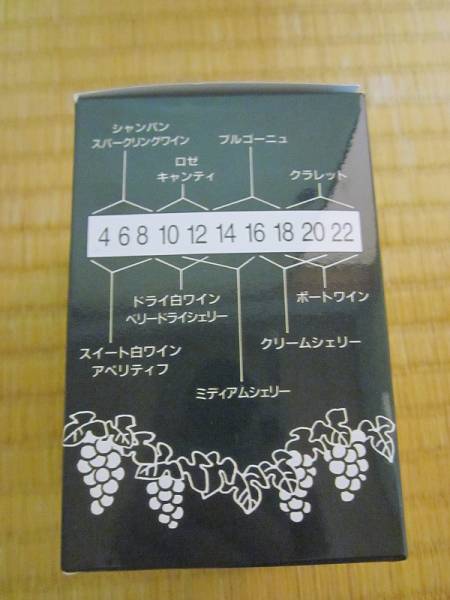 シャンパン
スパークリングワイン
ブルゴーニュ
ロゼ
キャンティ
クラレット
4 6 8 10 12 14 16 18 20 22
ドライ白ワイン
ベリードライシェリー
ポートワイン
スイート白ワイン
アペリティフ
クリームシェリー
ミディアムシェリー